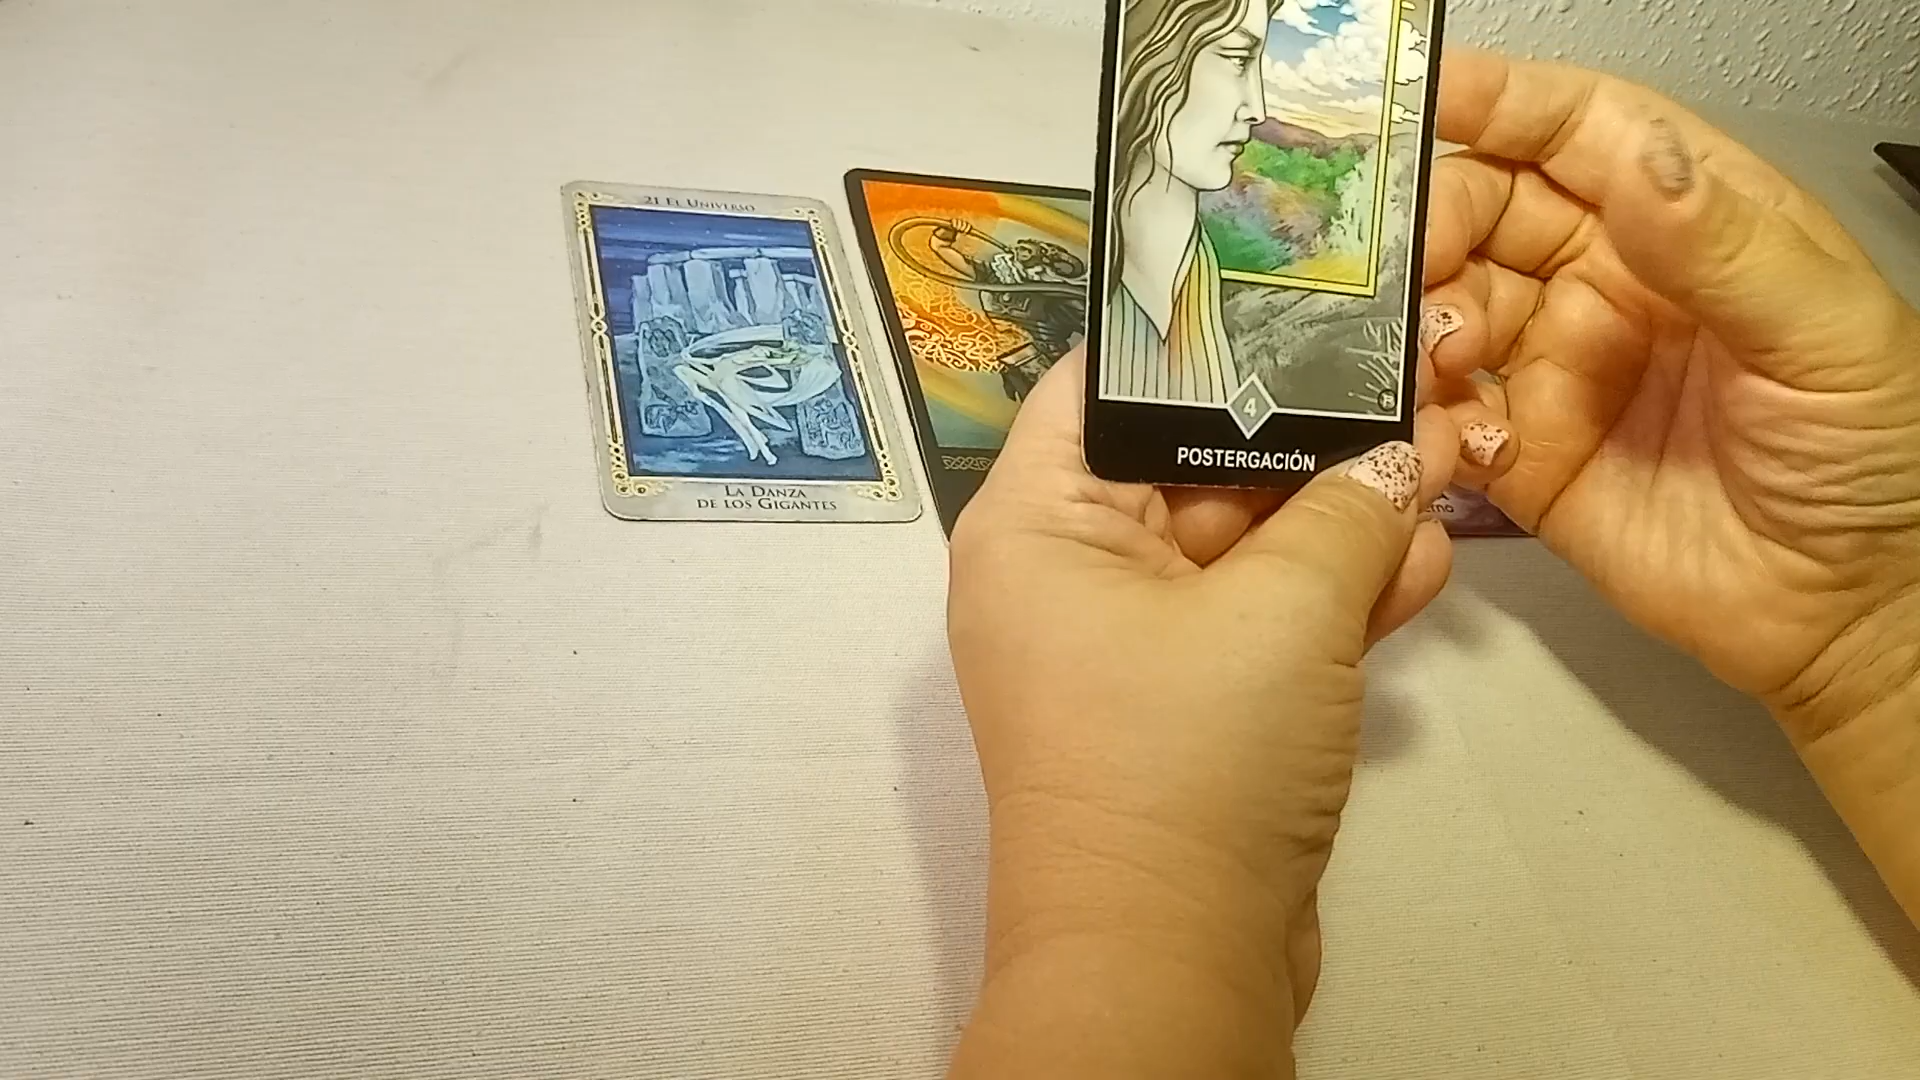 21 EL UNIVERSO
LA DANZA
DE LOS GIGANTES
4
POSTERGACIÓN